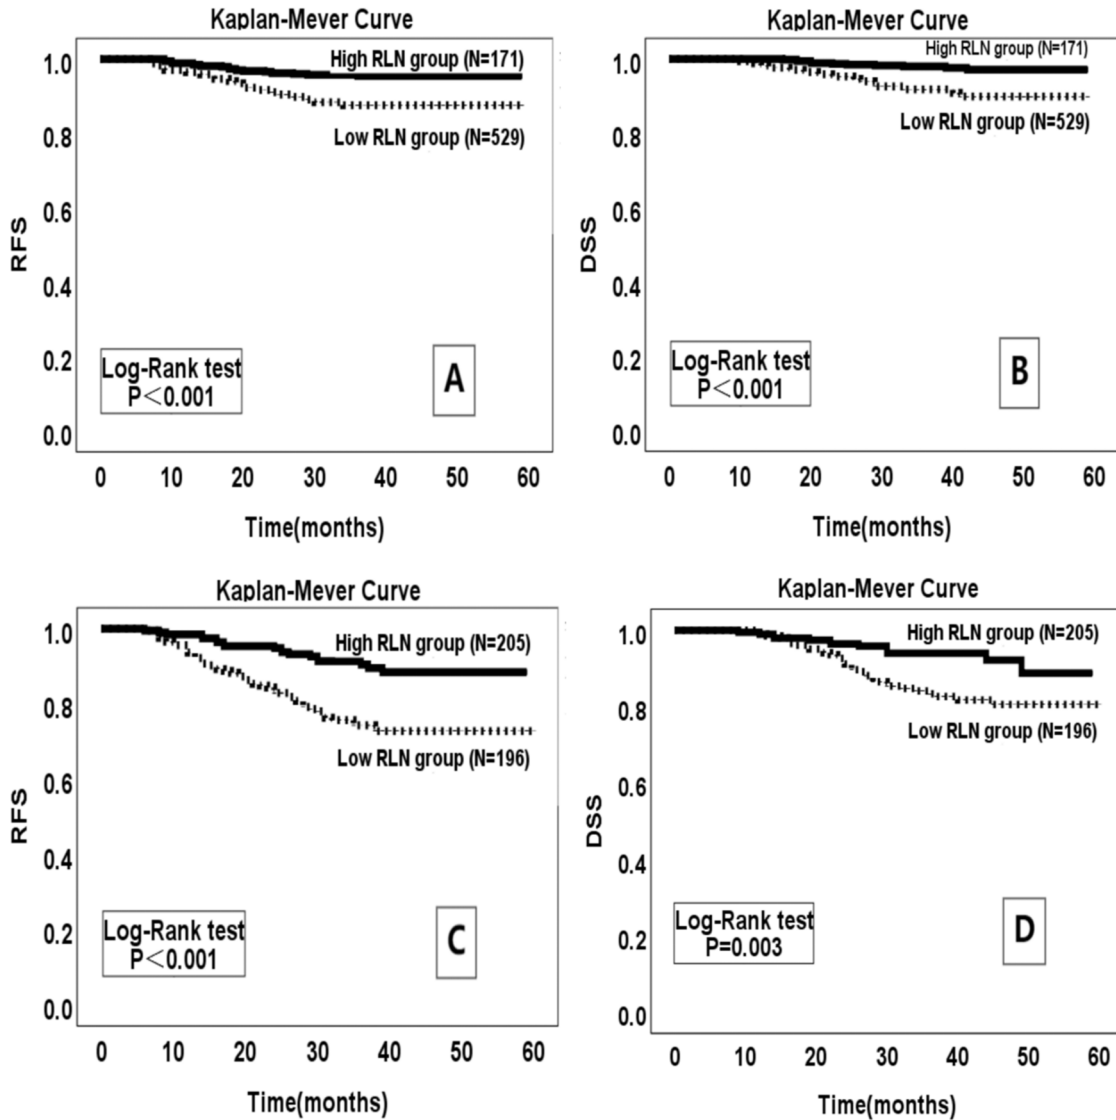 Kaplan-Mever Curve
High RLN group (N=171)
Low RLN group (N=529)
RFS
1.0
0.8
0.6
0.4
0.2
0.0
Log-Rank test
P<0.001
A
0 10 20 30 40 50 60
Time(months)
Kaplan-Mever Curve
High RLN group (N=171)
Low RLN group (N=529)
DSS
1.0
0.8
0.6
0.4
0.2
0.0
Log-Rank test
P<0.001
B
0 10 20 30 40 50 60
Time(months)
Kaplan-Mever Curve
High RLN group (N=205)
Low RLN group (N=196)
RFS
1.0
0.8
0.6
0.4
0.2
0.0
Log-Rank test
P<0.001
C
0 10 20 30 40 50 60
Time(months)
Kaplan-Mever Curve
High RLN group (N=205)
Low RLN group (N=196)
DSS
1.0
0.8
0.6
0.4
0.2
0.0
Log-Rank test
P=0.003
D
0 10 20 30 40 50 60
Time(months)